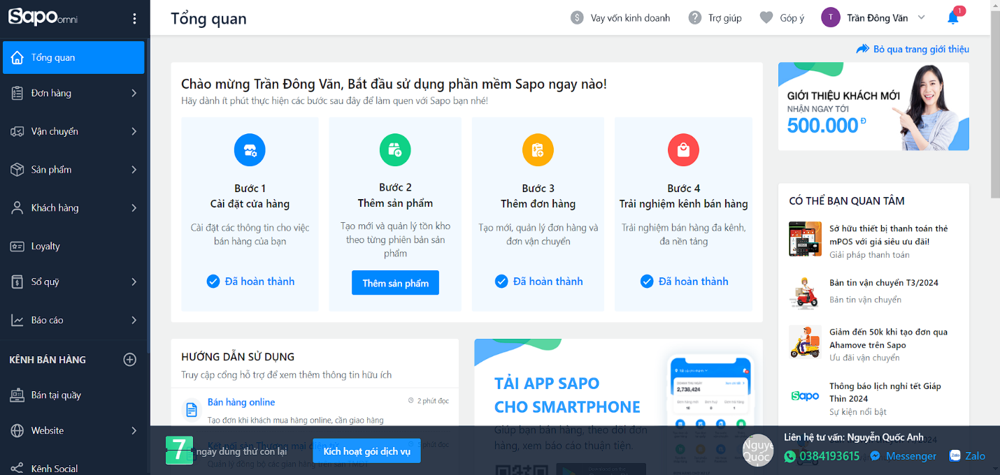 Sapo omni
Tổng quan
Đơn hàng
Vận chuyển
Sản phẩm
Khách hàng
Loyalty
Sổ quỹ
Báo cáo
KÊNH BÁN HÀNG
Bán tại quầy
Website
Kênh Social
Tổng quan
$ Vay vốn kinh doanh
? Trợ giúp
Góp ý
T Trần Đông Văn
1
Bỏ qua trang giới thiệu
Chào mừng Trần Đông Văn, Bắt đầu sử dụng phần mềm Sapo ngay nào!
Hãy dành ít phút thực hiện các bước sau đây để làm quen với Sapo bạn nhé!
Bước 1
Cài đặt cửa hàng
Cài đặt các thông tin cho việc
bán hàng của bạn
Đã hoàn thành
Bước 2
Thêm sản phẩm
Tạo mới và quản lý tồn kho
theo từng phiên bản sản
phẩm
Thêm sản phẩm
Bước 3
Thêm đơn hàng
Tạo mới, quản lý đơn hàng và
đơn vận chuyển
Đã hoàn thành
Bước 4
Trải nghiệm kênh bán hàng
Trải nghiệm bán hàng đa kênh,
đa nền tảng
Đã hoàn thành
GIỚI THIỆU KHÁCH MỚI
NHẬN NGAY TỚI
500.000 Đ
CÓ THỂ BẠN QUAN TÂM
Sở hữu thiết bị thanh toán thẻ
mPOS với giá siêu ưu đãi!
Giải pháp thanh toán
Bản tin vận chuyển T3/2024
Bản tin vận chuyển
Giảm đến 50k khi tạo đơn qua
Ahamove trên Sapo
Ưu đãi vận chuyển
Sapo
Thông báo lịch nghỉ tết Giáp
Thìn 2024
Sự kiện nổi bật
HƯỚNG DẪN SỬ DỤNG
Truy cập cổng hỗ trợ để xem thêm thông tin hữu ích
Bán hàng online
2 phút đọc
Tạo đơn khi khách mua hàng online, cần giao hàng
Kết nối sàn Thương mại điện tử
3 phút đọc
Quản lý đồng bộ các gian hàng trên sàn TMĐT
TẢI APP SAPO
CHO SMARTPHONE
Giúp bạn bán hàng, theo dõi đơn
hàng, xem báo cáo thuận tiện.
Tất cả chi nhánh
2,738,424
7 ngày dùng thử còn lại
Kích hoạt gói dịch vụ
Nguye
Quốc
Liên hệ tư vấn: Nguyễn Quốc Anh
0384193615
Messenger
Zalo